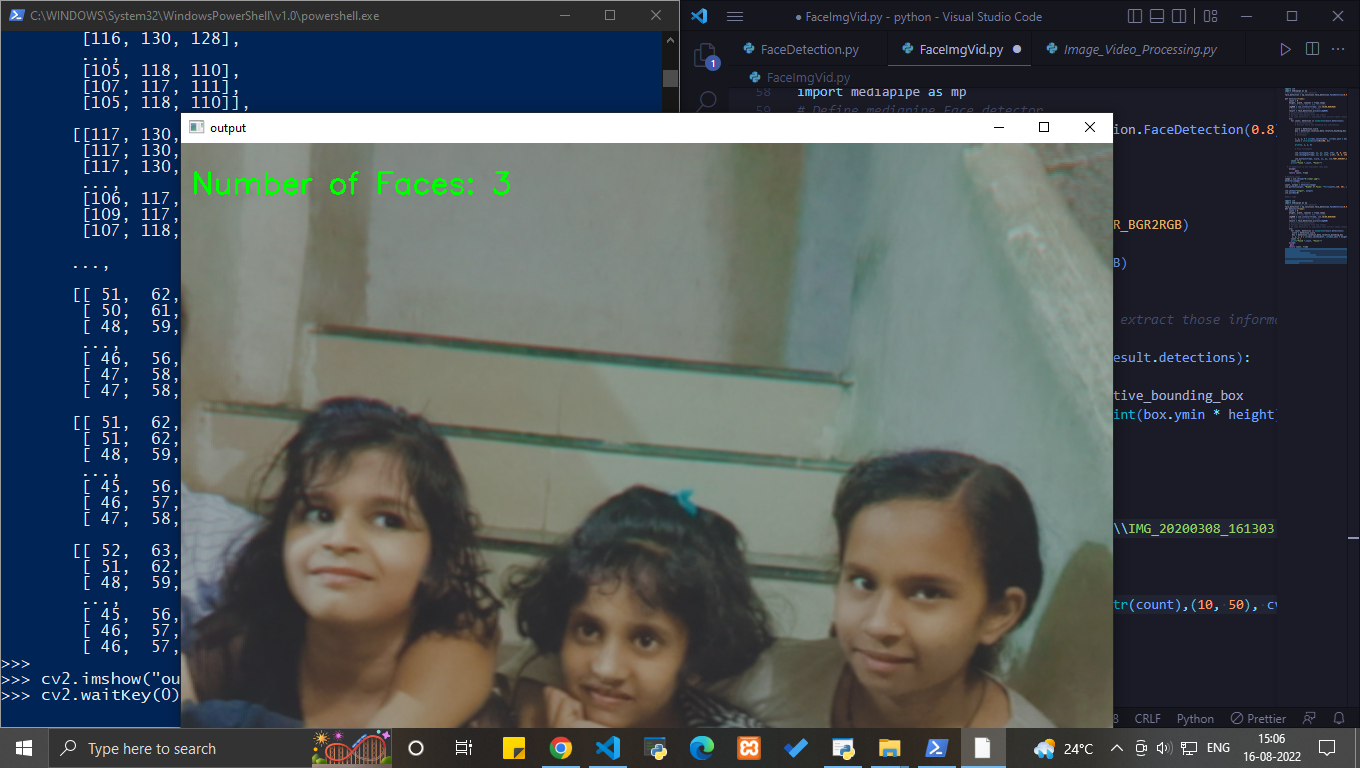 C:\WINDOWS\System32\WindowsPowerShell\v1.0\powershell.exe
[116, 130, 128],
...,
[105, 118, 110],
[107, 117, 111],
[105, 118, 110]],
[[117, 130,
[117, 130,
[117, 130,
...,
[106, 117,
[109, 117,
[107, 118,
...,
[[ 51, 62,
[ 50, 61,
[ 48, 59,
...,
[ 46, 56,
[ 47, 58,
[ 47, 58,
[[ 51, 62,
[ 51, 62,
[ 48, 59,
...,
[ 45, 56,
[ 46, 57,
[ 47, 58,
[[ 52, 63,
[ 51, 62,
[ 48, 59,
...,
[ 45, 56,
[ 46, 57,
[ 46, 57,
>>>
>>> cv2.imshow("ou
>>> cv2.waitKey(0)
output
Number of Faces: 3
● FaceImgVid.py - python - Visual Studio Code
FaceDetection.py
FaceImgVid.py
Image_Video_Processing.py
1
FaceImgVid.py
58 import mediapipe as mp
59 # Define mediapipe Face detector
ion.FaceDetection(0.8)
R_BGR2RGB)
B)
extract those informa
esult.detections):
tive_bounding_box
int(box.ymin * height)
\\IMG_20200308_161303
tr(count),(10, 50), cv
8 CRLF Python Prettier
Type here to search
24°C
ENG
15:06
16-08-2022